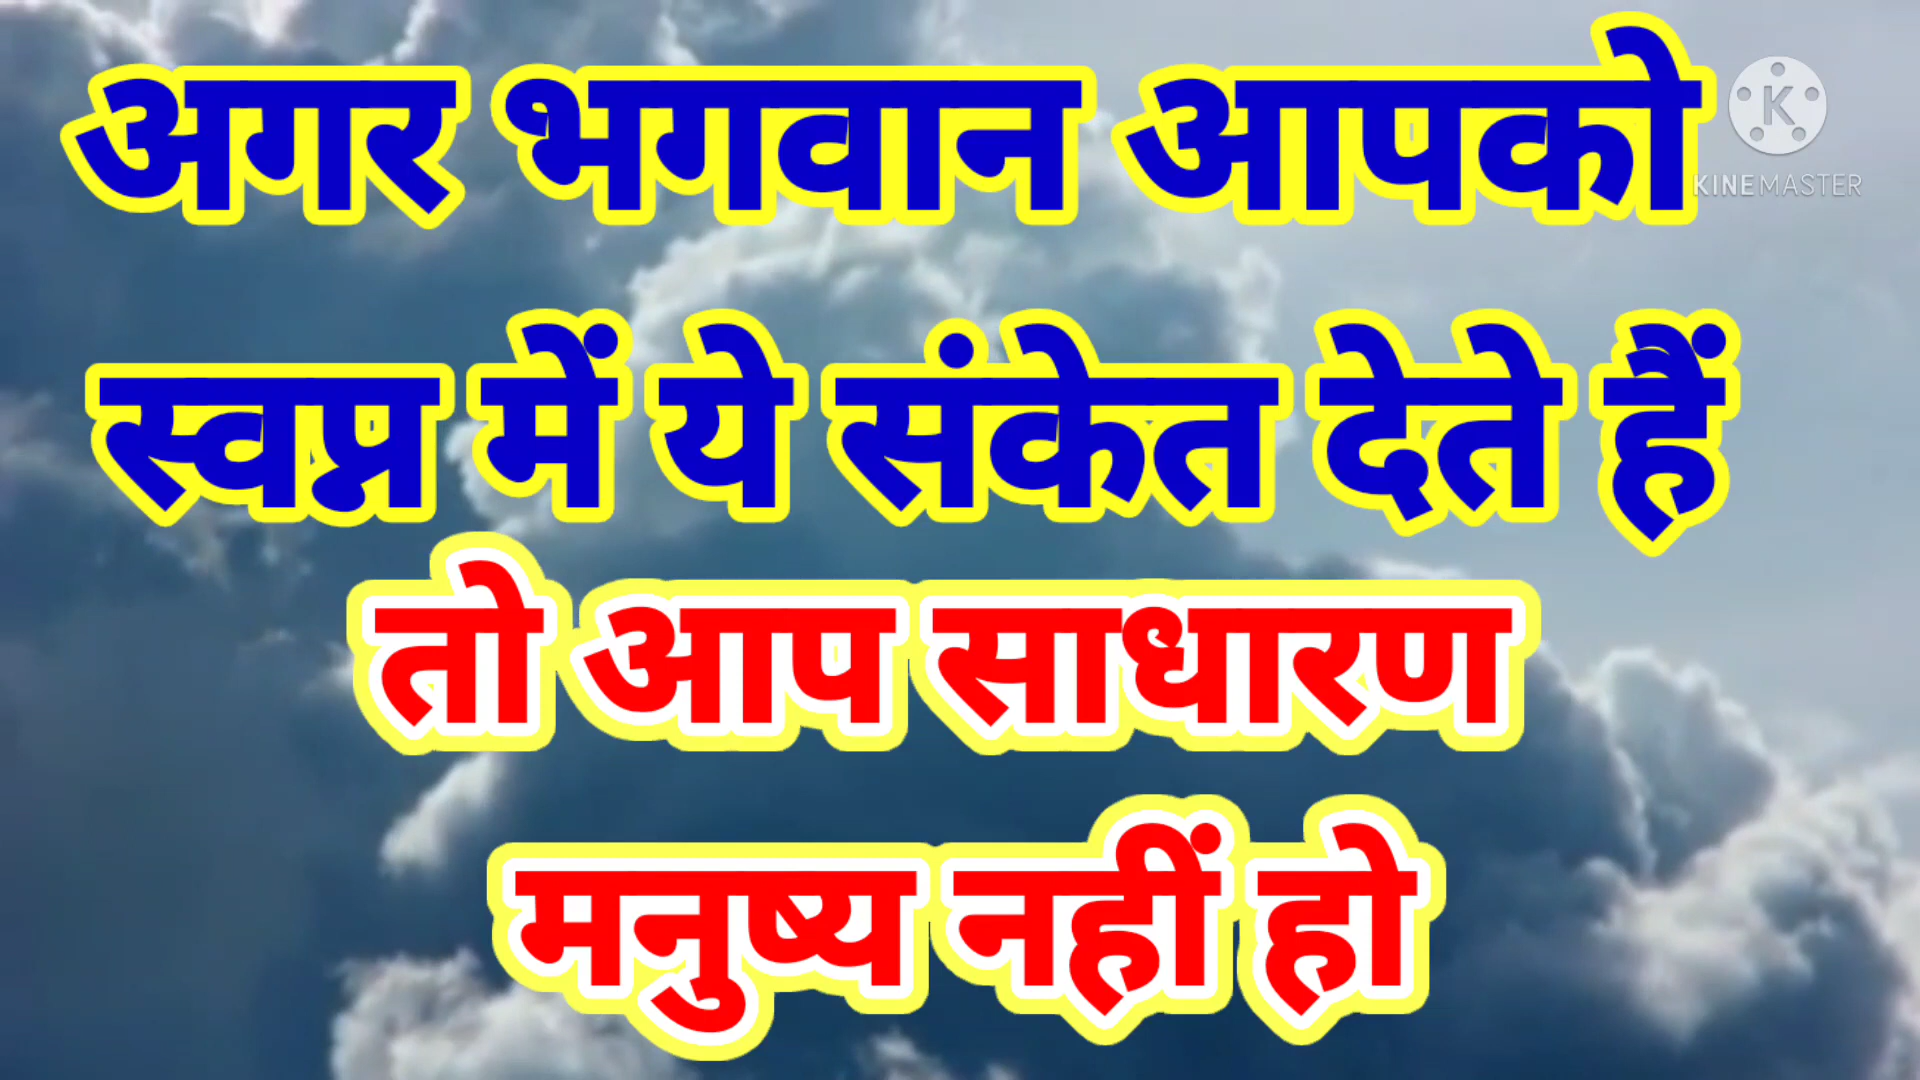 अगर भगवान आपको
स्वप्न में ये संकेत देते हैं
तो आप साधारण
मनुष्य नहीं हो
K
KINEMASTER